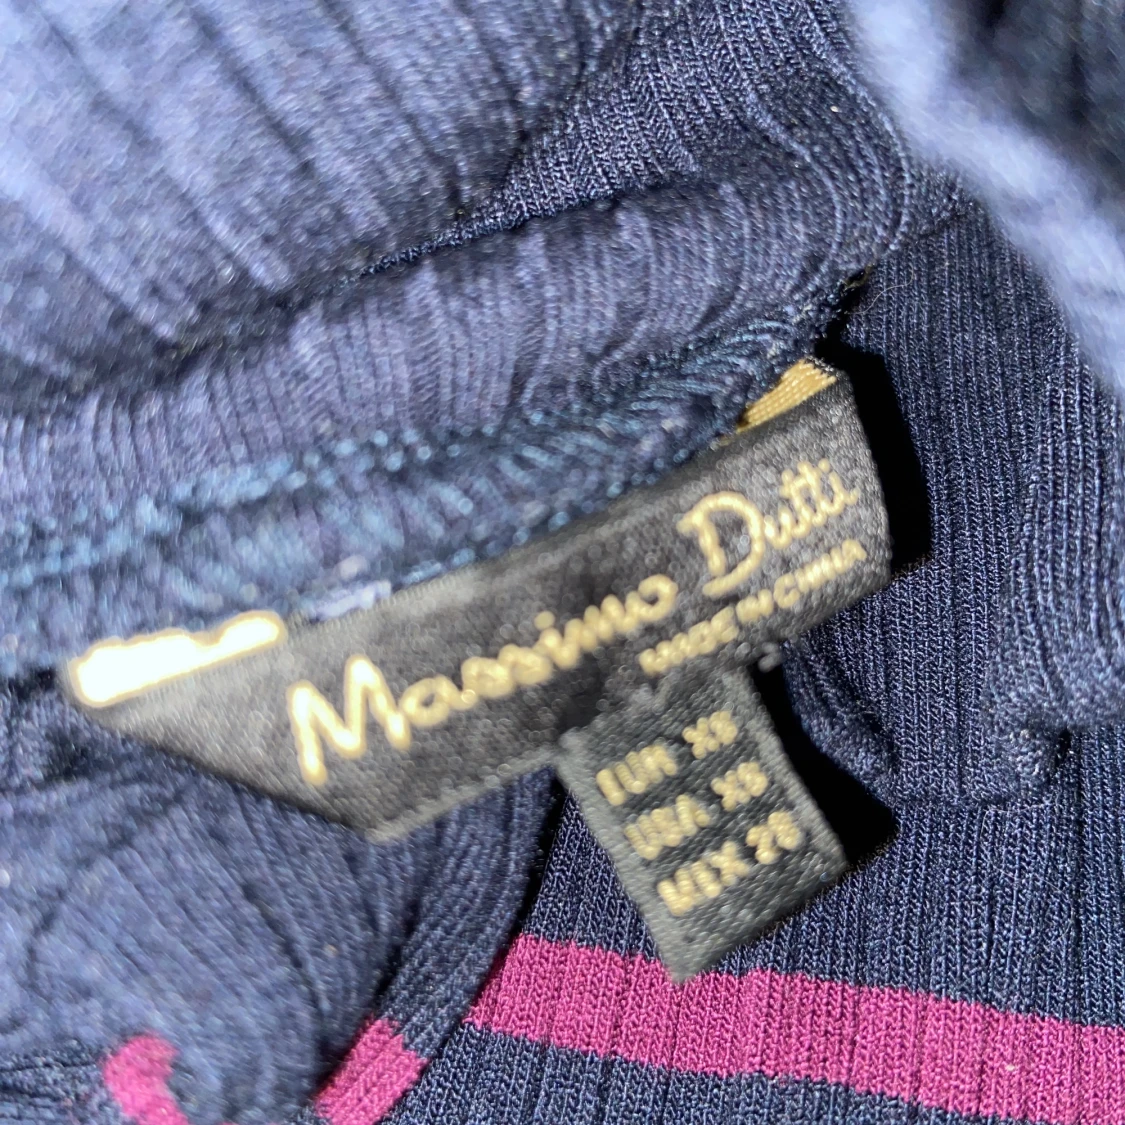 Massimo Dutti
MADE IN CHINA
EUR XS
USA XS
MEX 26